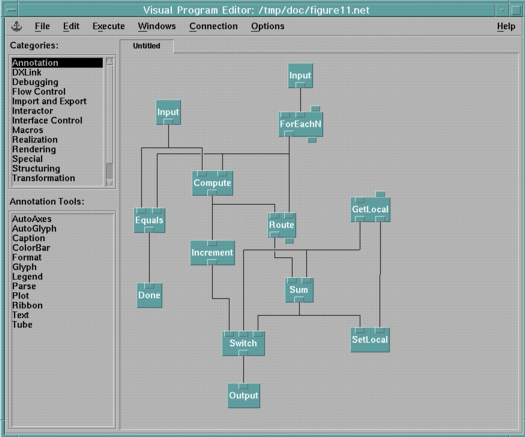 Visual Program Editor: /tmp/doc/figure11.net
File Edit Execute Windows Connection Options Help
Categories:
Annotation
DXLink
Debugging
Flow Control
Import and Export
Interactor
Interface Control
Macros
Realization
Rendering
Special
Structuring
Transformation
Annotation Tools:
AutoAxes
AutoGlyph
Caption
ColorBar
Format
Glyph
Legend
Parse
Plot
Ribbon
Text
Tube
Untitled
Input
Input
ForEachN
Compute
Equals
Route
GetLocal
Increment
Done
Sum
Switch
SetLocal
Output